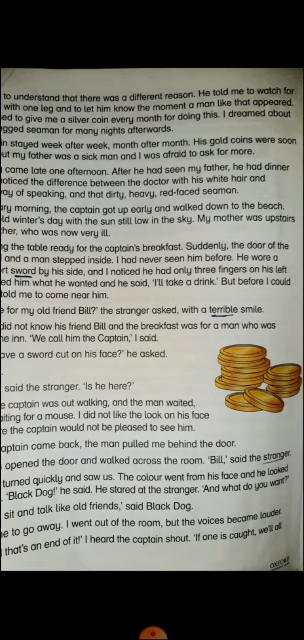 to understand that there was a different reason. He told me to watch for
with one leg and to let him know the moment a man like that appeared.
ed to give me a silver coin every month for doing this. I dreamed about
gged seaman for many nights afterwards.
in stayed week after week, month after month. His gold coins were soon
ut my father was a sick man and I was afraid to ask for more.
came late one afternoon. After he had seen my father, he had dinner
oticed the difference between the doctor with his white hair and
ay of speaking, and that dirty, heavy, red-faced seaman.
ry morning, the captain got up early and walked down to the beach.
ld winter's day with the sun still low in the sky. My mother was upstairs
ther, who was now very ill.
ng the table ready for the captain's breakfast. Suddenly, the door of the
and a man stepped inside. I had never seen him before. He wore a
rt sword by his side, and I noticed he had only three fingers on his left
ed him what he wanted and he said, 'I'll take a drink.' But before I could
told me to come near him.
e for my old friend Bill?' the stranger asked, with a terrible smile.
did not know his friend Bill and the breakfast was for a man who was
he inn. 'We call him the Captain,' I said.
ave a sword cut on his face?' he asked.
said the stranger. 'Is he here?'
e captain was out walking, and the man waited,
aiting for a mouse. I did not like the look on his face
e the captain would not be pleased to see him.
aptain came back, the man pulled me behind the door.
opened the door and walked across the room. 'Bill,' said the stranger.
turned quickly and saw us. The colour went from his face and he looked
'Black Dog!' he said. He stared at the stranger. 'And what do you want?'
sit and talk like old friends,' said Black Dog.
e to go away. I went out of the room, but the voices became louder.
that's an end of it!' I heard the captain shout. 'If one is caught, we'll all
OXFORD